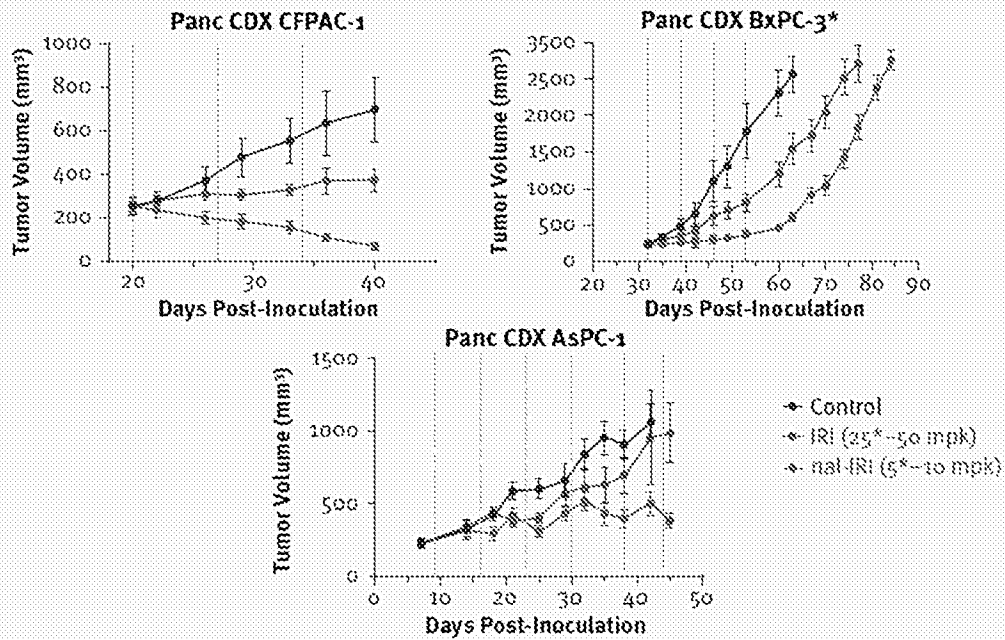 Panc CDX CFPAC-1
Tumor Volume (mm³)
1000
800
600
400
200
0
20
30
40
Days Post-Inoculation
Panc CDX BxPC-3*
Tumor Volume (mm³)
3500
2500
2000
1500
1000
500
0
20
30
40
50
60
70
80
90
Days Post-Inoculation
Panc CDX AsPC-1
Tumor Volume (mm³)
1500
1000
500
0
0
10
20
30
40
50
Days Post-Inoculation
Control
IRI (25*-50 mpk)
nal-IRI (5*-10 mpk)